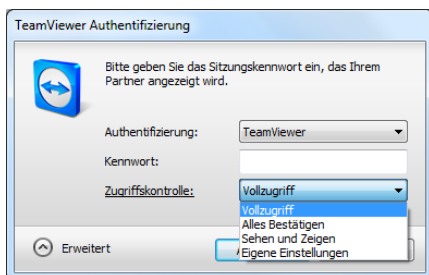 TeamViewer Authentifizierung
Bitte geben Sie das Sitzungskennwort ein, das Ihrem
Partner angezeigt wird.
Authentifizierung: TeamViewer
Kennwort:
Zugriffskontrolle: Vollzugriff
Vollzugriff
Alles Bestätigen
Sehen und Zeigen
Eigene Einstellungen
Erweitert